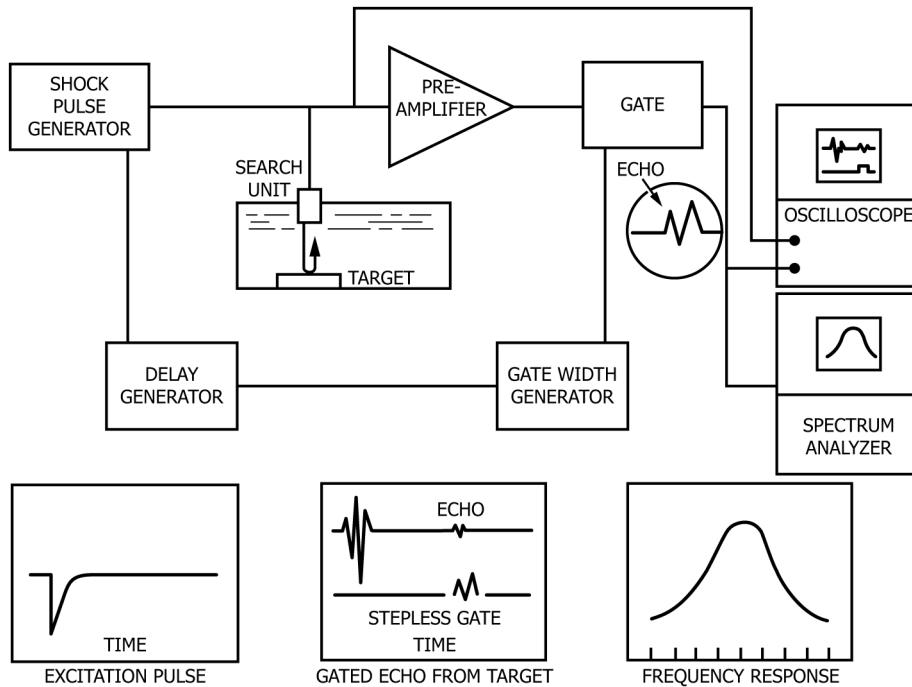 SHOCK
PULSE
GENERATOR
PRE-
AMPLIFIER
GATE
SEARCH
UNIT
TARGET
ECHO
OSCILLOSCOPE
DELAY
GENERATOR
GATE WIDTH
GENERATOR
SPECTRUM
ANALYZER
TIME
EXCITATION PULSE
ECHO
STEPLESS GATE
TIME
GATED ECHO FROM TARGET
FREQUENCY RESPONSE